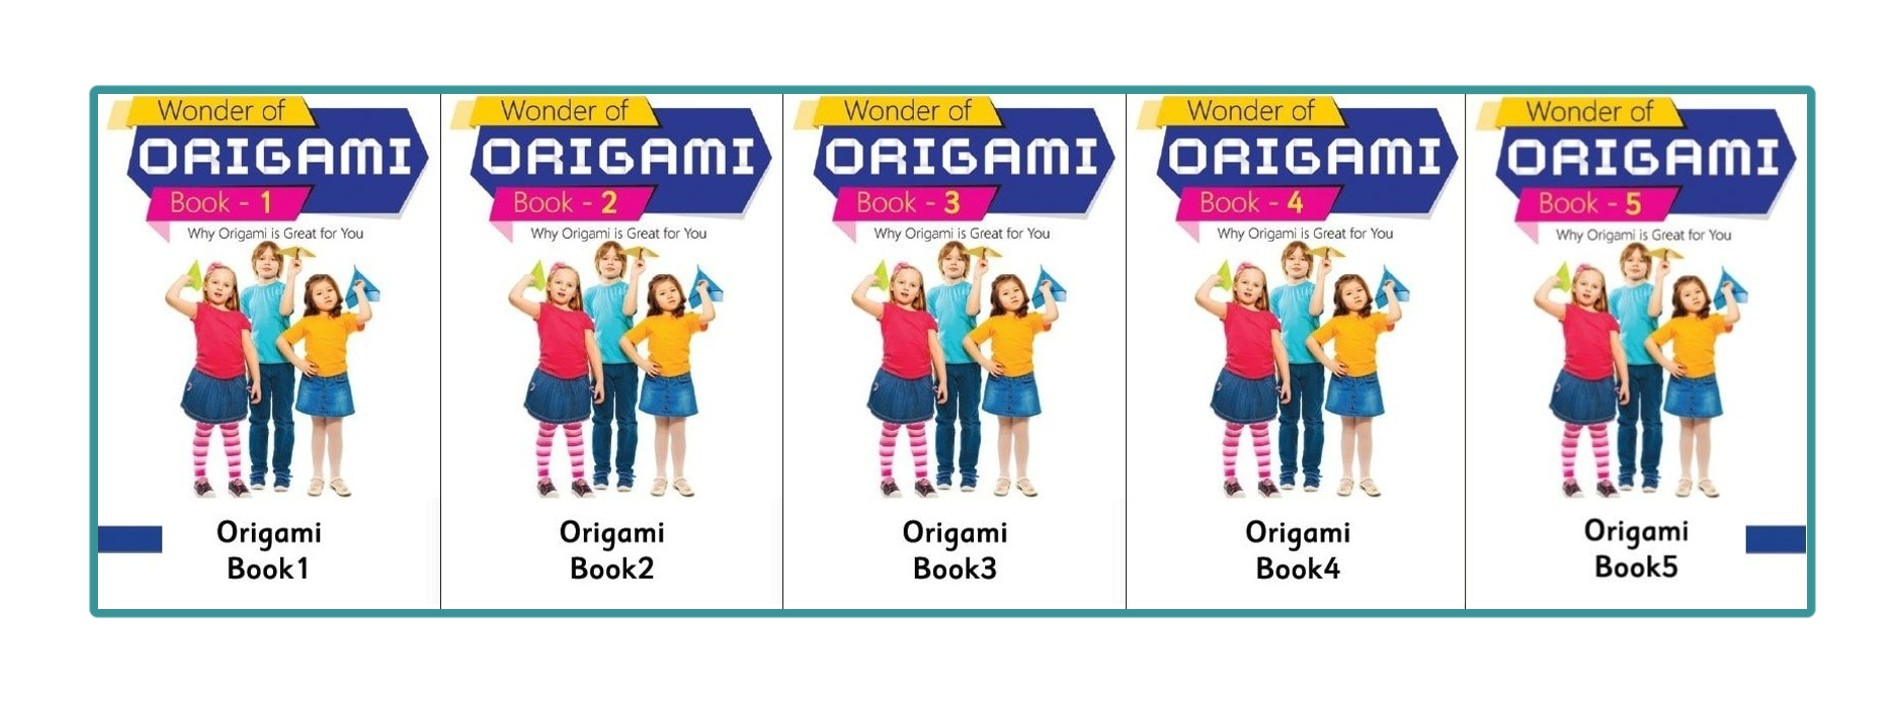 Wonder of
ORIGAMI
Book - 1
Why Origami is Great for You
Origami
Book1
Wonder of
ORIGAMI
Book - 2
Why Origami is Great for You
Origami
Book2
Wonder of
ORIGAMI
Book - 3
Why Origami is Great for You
Origami
Book3
Wonder of
ORIGAMI
Book - 4
Why Origami is Great for You
Origami
Book4
Wonder of
ORIGAMI
Book - 5
Why Origami is Great for You
Origami
Book5